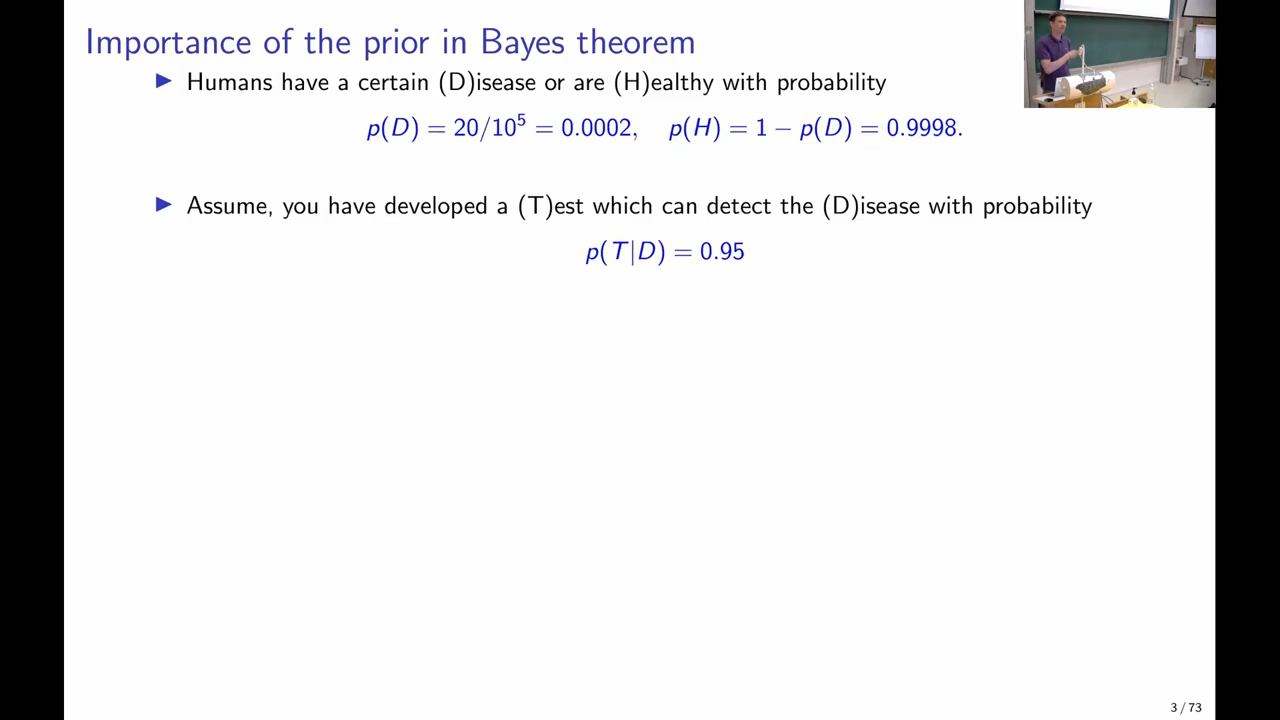 Importance of the prior in Bayes theorem
▶ Humans have a certain (D)isease or are (H)ealthy with probability
p(D) = 20/10⁵ = 0.0002, p(H) = 1 − p(D) = 0.9998.
▶ Assume, you have developed a (T)est which can detect the (D)isease with probability
p(T|D) = 0.95
3 / 73